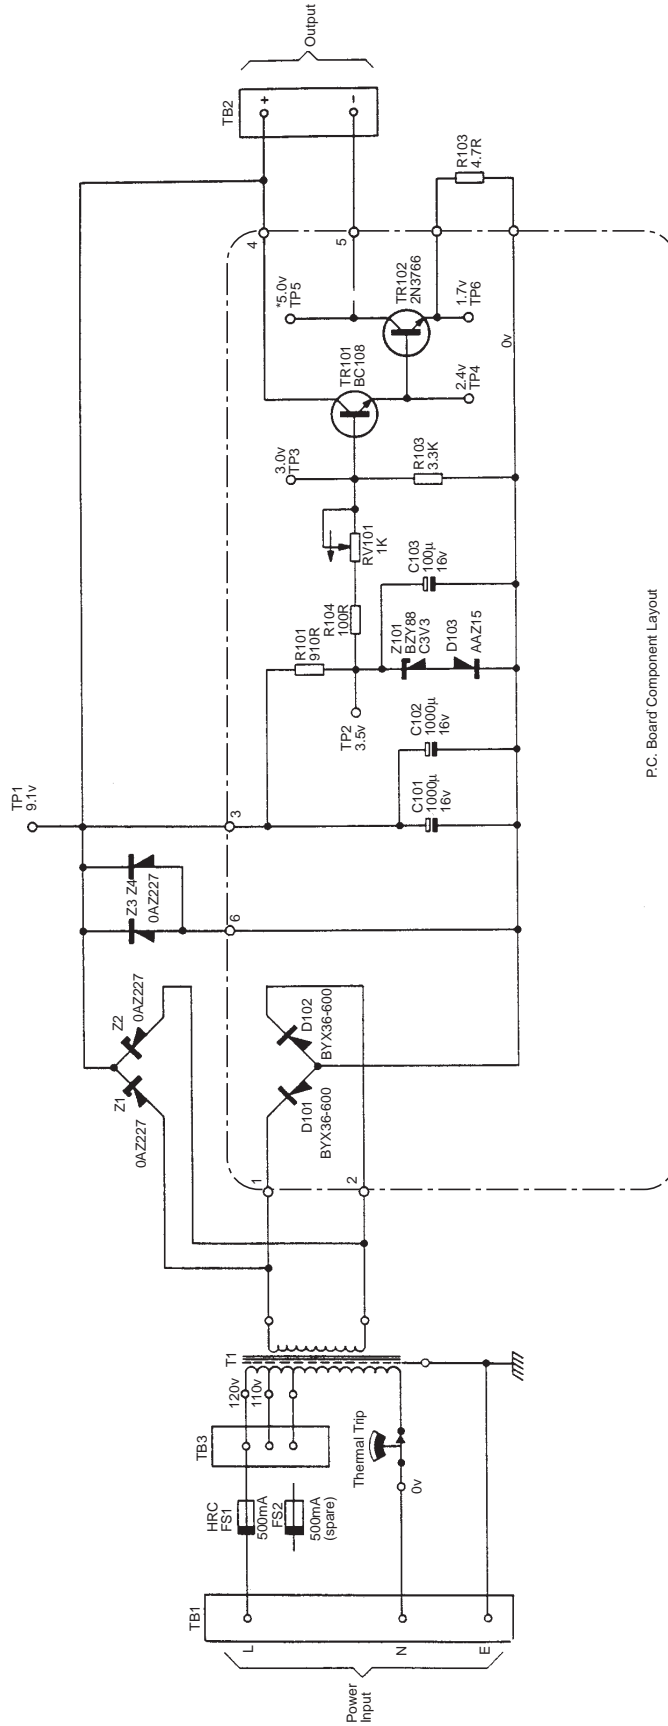 Power
Input
TB1
L
N
E
HRC
FS1
500mA
FS2
500mA
(spare)
TB3
120v
110v
Thermal Trip
0v
T1
Z1
0AZ227
Z2
0AZ227
1
2
D101
BYX36-600
D102
BYX36-600
Z3 Z4
0AZ227
6
TP1
9.1v
3
C101
1000µ
16v
C102
1000µ
16v
R101
910R
TP2
3.5v
R104
100R
Z101
BZY88
C3V3
D103
AAZ15
RV101
1K
C103
100µ
16v
3.0v
TP3
R103
3.3K
TR101
BC108
2.4v
TP4
*5.0v
TP5
TR102
2N3766
1.7v
TP6
0v
4
5
R103
4.7R
TB2
+
-
Output
P.C. Board Component Layout